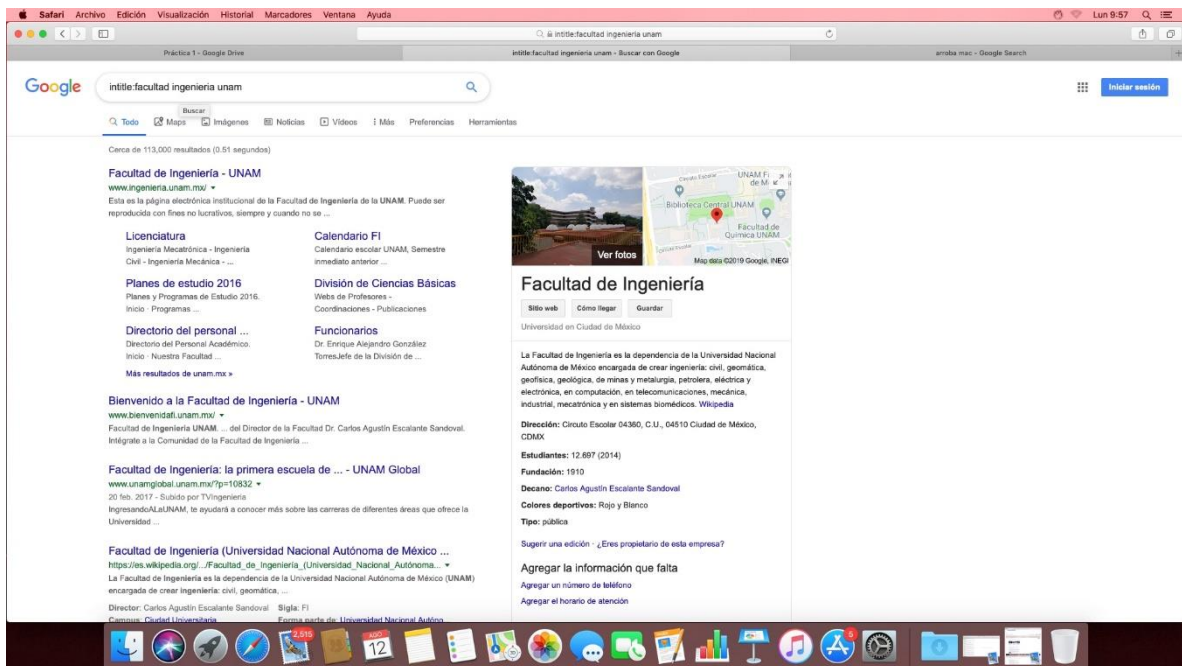 Safari Archivo Edición Visualización Historial Marcadores Ventana Ayuda
Lun 9:57
intitle:facultad ingenieria unam
Práctica 1 - Google Drive
intitle:facultad ingenieria unam - Buscar con Google
arroba mac - Google Search
Google
intitle:facultad ingenieria unam
Iniciar sesión
Buscar
Todo Maps Imágenes Noticias Vídeos Más Preferencias Herramientas
Cerca de 113,000 resultados (0.51 segundos)
Facultad de Ingeniería - UNAM
www.ingenieria.unam.mx/
Esta es la página electrónica institucional de la Facultad de Ingeniería de la UNAM. Puede ser
reproducida con fines no lucrativos, siempre y cuando no se ...
Licenciatura
Ingeniería Mecatrónica - Ingeniería
Civil - Ingeniería Mecánica - ...
Calendario FI
Calendario escolar UNAM, Semestre
inmediato anterior ...
Planes de estudio 2016
Planes y Programas de Estudio 2016.
Inicio · Programas ...
División de Ciencias Básicas
Webs de Profesores -
Coordinaciones - Publicaciones
Directorio del personal ...
Directorio del Personal Académico.
Inicio · Nuestra Facultad ...
Funcionarios
Dr. Enrique Alejandro González
TorresJefe de la División de ...
Más resultados de unam.mx »
Bienvenido a la Facultad de Ingeniería - UNAM
www.bienvenidafi.unam.mx/
Facultad de Ingeniería UNAM. ... del Director de la Facultad Dr. Carlos Agustín Escalante Sandoval.
Intégrate a la Comunidad de la Facultad de Ingeniería ...
Facultad de Ingeniería: la primera escuela de ... - UNAM Global
www.unamglobal.unam.mx/?p=10832
20 feb. 2017 - Subido por TVIngenieria
IngresandoALaUNAM, te ayudará a conocer más sobre las carreras de diferentes áreas que ofrece la
Universidad ...
Facultad de Ingeniería (Universidad Nacional Autónoma de México ...
https://es.wikipedia.org/.../Facultad_de_Ingeniería_(Universidad_Nacional_Autónoma...
La Facultad de Ingeniería es la dependencia de la Universidad Nacional Autónoma de México (UNAM)
encargada de crear ingeniería: civil, geomática, ...
Director: Carlos Agustín Escalante Sandoval Sigla: FI
Campus: Ciudad Universitaria Forma parte de: Universidad Nacional Autóno...
Ver fotos
Circuito Escolar
UNAM
Biblioteca Central UNAM
Facultad de
Química UNAM
Map data ©2019 Google, INEGI
Facultad de Ingeniería
Sitio web Cómo llegar Guardar
Universidad en Ciudad de México
La Facultad de Ingeniería es la dependencia de la Universidad Nacional
Autónoma de México encargada de crear ingeniería: civil, geomática,
geofísica, geológica, de minas y metalurgia, petrolera, eléctrica y
electrónica, en computación, en telecomunicaciones, mecánica,
industrial, mecatrónica y en sistemas biomédicos. Wikipedia
Dirección: Circuto Escolar 04360, C.U., 04510 Ciudad de México,
CDMX
Estudiantes: 12.697 (2014)
Fundación: 1910
Decano: Carlos Agustín Escalante Sandoval
Colores deportivos: Rojo y Blanco
Tipo: pública
Sugerir una edición · ¿Eres propietario de esta empresa?
Agregar la información que falta
Agregar un número de teléfono
Agregar el horario de atención
2,515
AGO
12
5